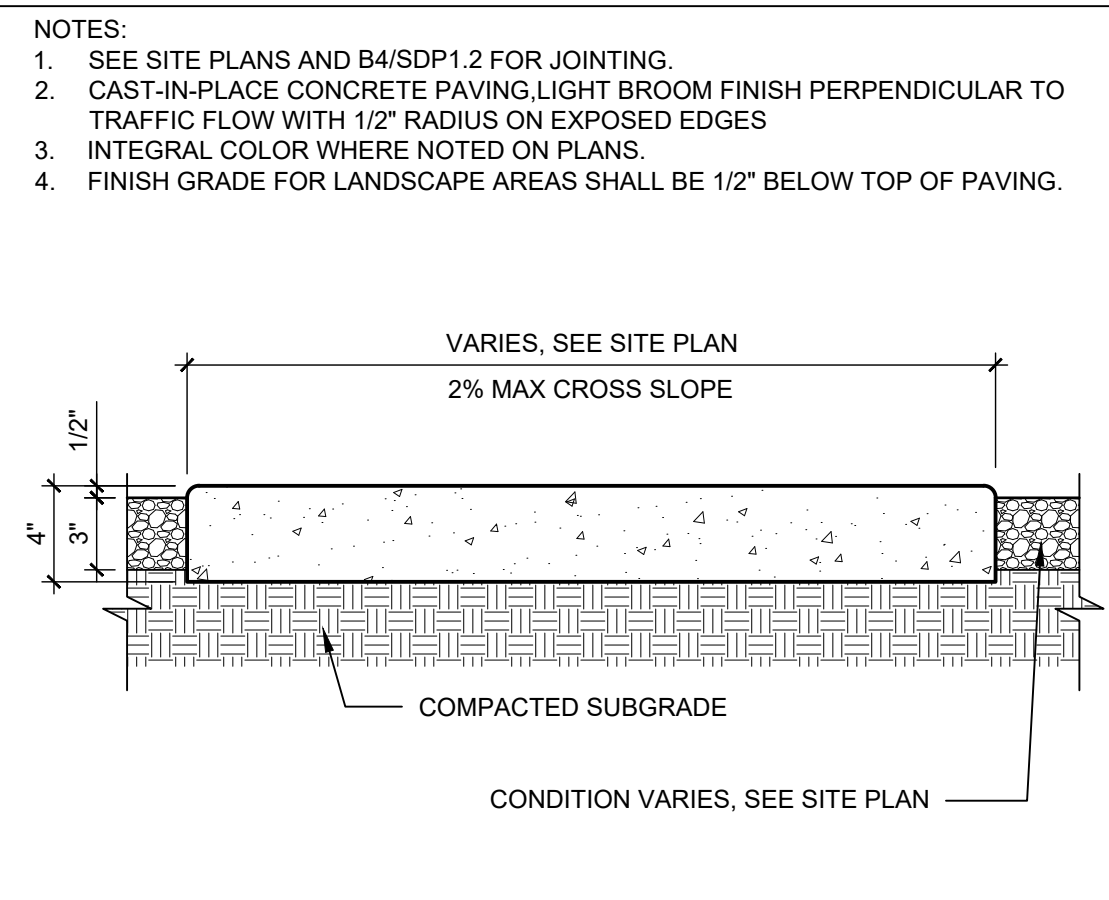 NOTES:
1. SEE SITE PLANS AND B4/SDP1.2 FOR JOINTING.
2. CAST-IN-PLACE CONCRETE PAVING,LIGHT BROOM FINISH PERPENDICULAR TO
TRAFFIC FLOW WITH 1/2" RADIUS ON EXPOSED EDGES
3. INTEGRAL COLOR WHERE NOTED ON PLANS.
4. FINISH GRADE FOR LANDSCAPE AREAS SHALL BE 1/2" BELOW TOP OF PAVING.
VARIES, SEE SITE PLAN
2% MAX CROSS SLOPE
1/2"
4"
3"
COMPACTED SUBGRADE
CONDITION VARIES, SEE SITE PLAN